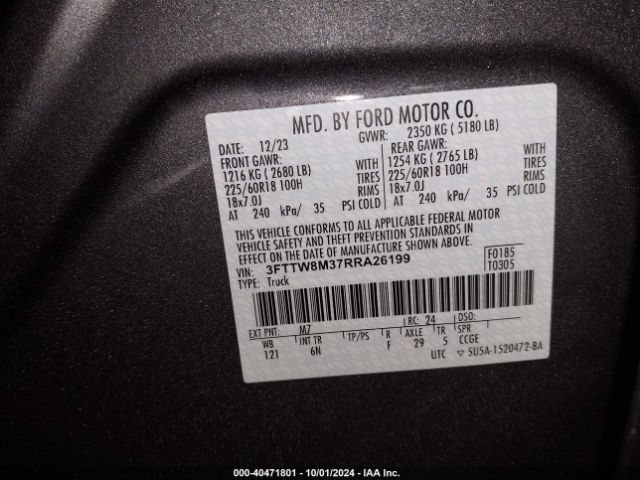 MFD. BY FORD MOTOR CO.
DATE: 12/23 GVWR: 2350 KG ( 5180 LB)
FRONT GAWR: REAR GAWR:
1216 KG ( 2680 LB) WITH 1254 KG ( 2765 LB) WITH
225/60R18 100H TIRES 225/60R18 100H TIRES
18x7.0J RIMS 18x7.0J RIMS
AT 240 kPa/ 35 PSI COLD AT 240 kPa/ 35 PSI COLD
THIS VEHICLE CONFORMS TO ALL APPLICABLE FEDERAL MOTOR
VEHICLE SAFETY AND THEFT PREVENTION STANDARDS IN
EFFECT ON THE DATE OF MANUFACTURE SHOWN ABOVE.
VIN: 3FTTW8M37RRA26199 F0185
TYPE: Truck T0305
EXT PNT: M7 RC: 24 DSO:
WB INT TR TP/PS R AXLE TR SPR
121 6N F 29 5 CCGE
UTC ▽ 5U5A-1520472-BA
000-40471801 - 10/01/2024 - IAA Inc.